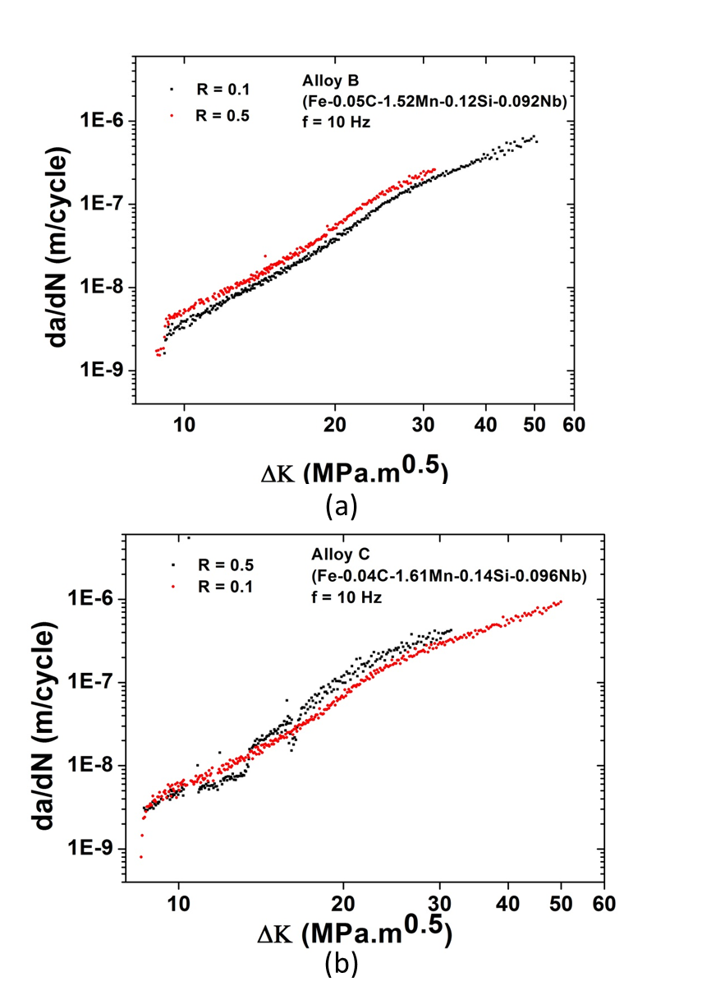 R = 0.1
R = 0.5
Alloy B
(Fe-0.05C-1.52Mn-0.12Si-0.092Nb)
f = 10 Hz
1E-6
1E-7
1E-8
1E-9
da/dN (m/cycle)
10 20 30 40 50 60
ΔK (MPa.m0.5)
(a)
R = 0.5
R = 0.1
Alloy C
(Fe-0.04C-1.61Mn-0.14Si-0.096Nb)
f = 10 Hz
1E-6
1E-7
1E-8
1E-9
da/dN (m/cycle)
10 20 30 40 50 60
ΔK (MPa.m0.5)
(b)